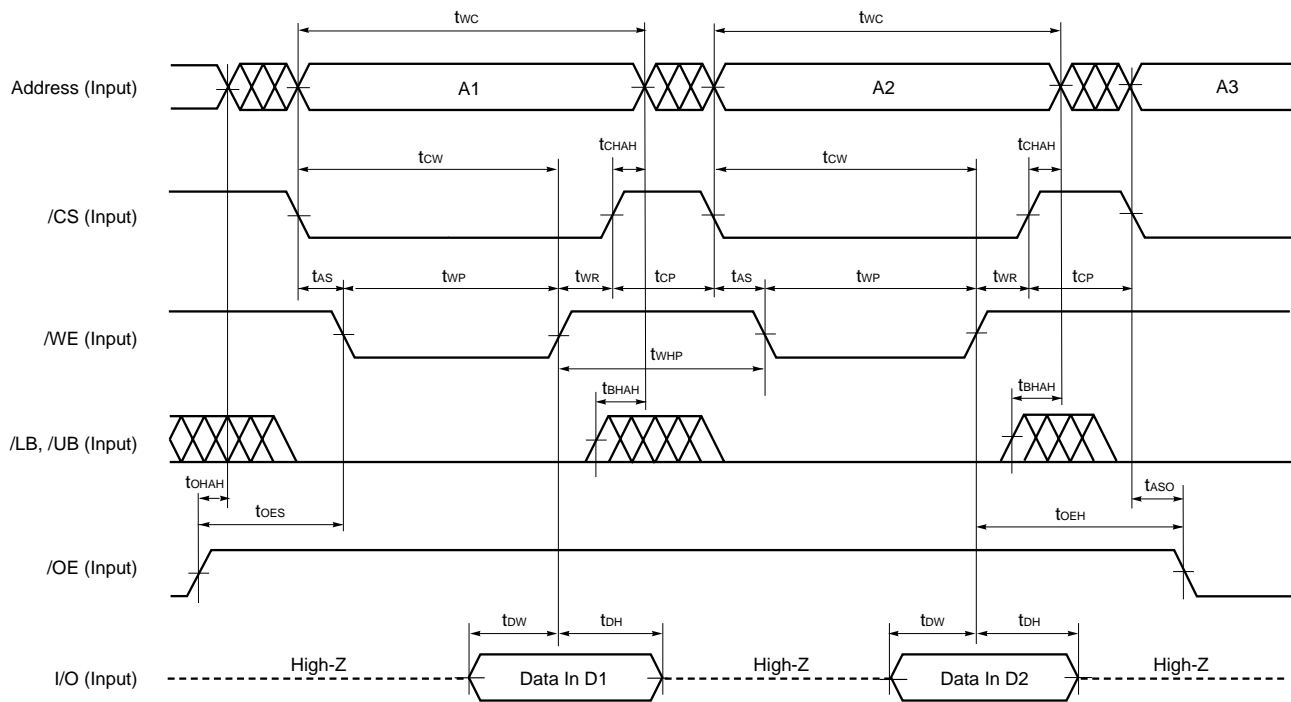 tWC
tWC
Address (Input)
A1
A2
A3
tCHAH
tCHAH
tCW
tCW
/CS (Input)
tAS
tWP
tWR
tCP
tAS
tWP
tWR
tCP
/WE (Input)
tWHP
tBHAH
tBHAH
/LB, /UB (Input)
tOHAH
tASO
tOES
tOEH
/OE (Input)
tDW
tDH
tDW
tDH
High-Z
High-Z
High-Z
I/O (Input)
Data In D1
Data In D2